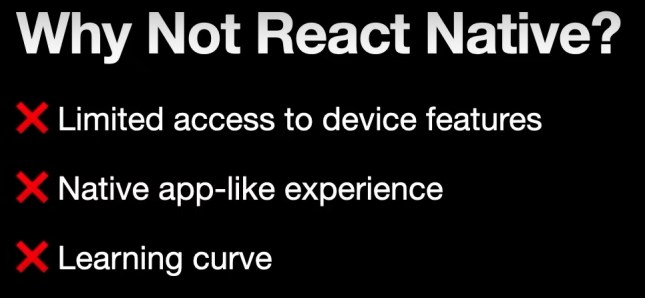 Why Not React Native?
❌ Limited access to device features
❌ Native app-like experience
❌ Learning curve